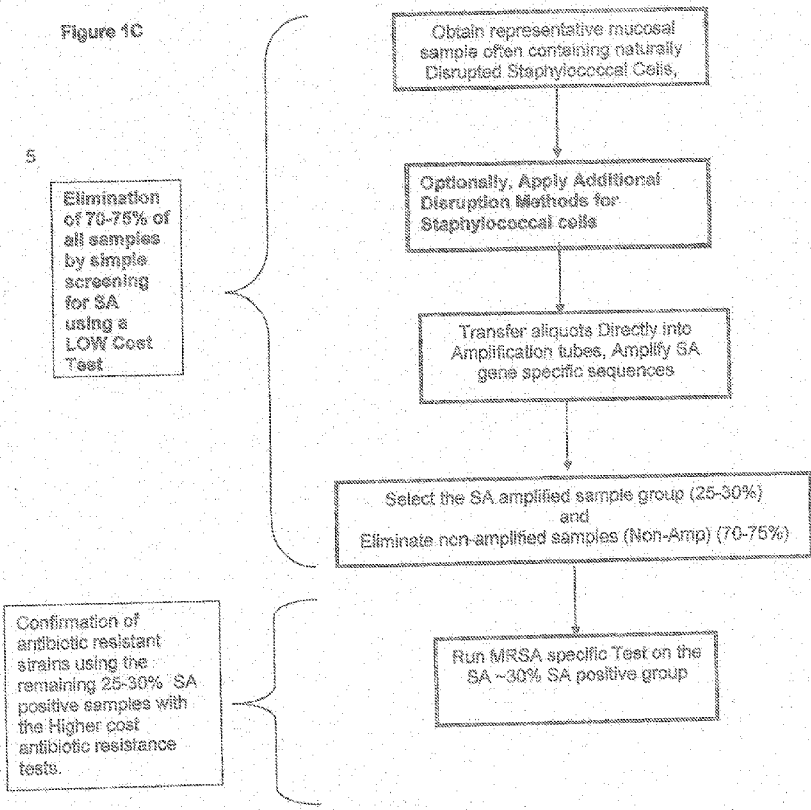 Figure 1C
Obtain representative mucosal
sample often containing naturally
Disrupted Staphylococcal Cells,
5
Elimination
of 70-75% of
all samples
by simple
screening
for SA
using a
LOW Cost
Test
Optionally, Apply Additional
Disruption Methods for
Staphylococcal cells
Transfer aliquots Directly into
Amplification tubes, Amplify SA
gene specific sequences
Select the SA amplified sample group (25-30%)
and
Eliminate non-amplified samples (Non-Amp) (70-75%)
Confirmation of
antibiotic resistant
strains using the
remaining 25-30% SA
positive samples with
the Higher cost
antibiotic resistance
tests.
Run MRSA specific Test on the
SA ~30% SA positive group